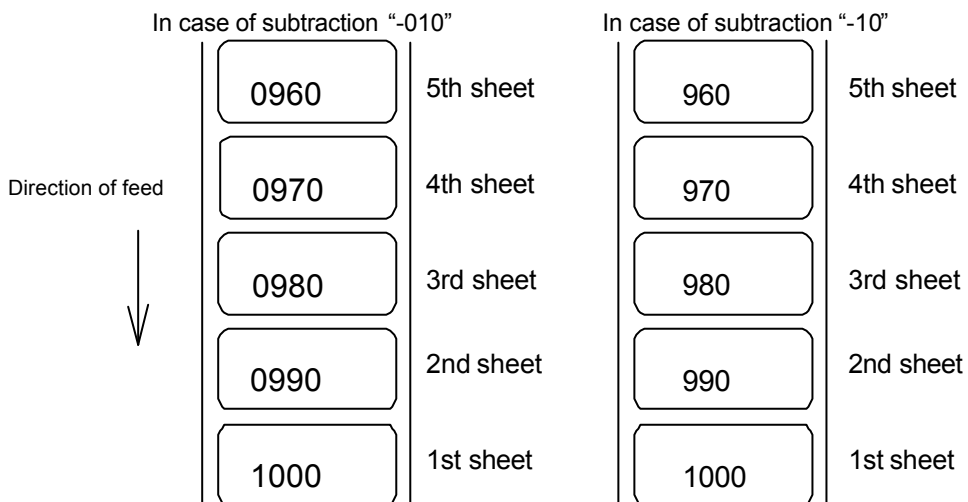 In case of subtraction “-010”
0960 5th sheet
Direction of feed
0970 4th sheet
0980 3rd sheet
0990 2nd sheet
1000 1st sheet
In case of subtraction “-10”
960 5th sheet
970 4th sheet
980 3rd sheet
990 2nd sheet
1000 1st sheet